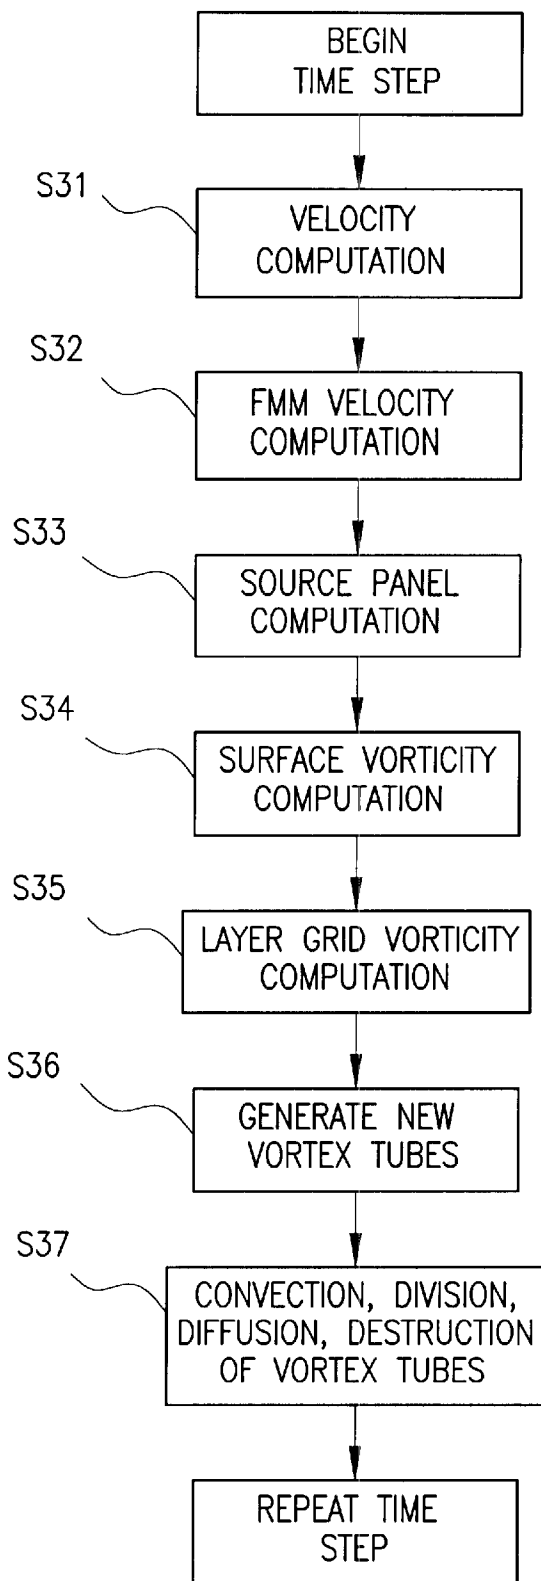 BEGIN
TIME STEP
S31
VELOCITY
COMPUTATION
S32
FMM VELOCITY
COMPUTATION
S33
SOURCE PANEL
COMPUTATION
S34
SURFACE VORTICITY
COMPUTATION
S35
LAYER GRID VORTICITY
COMPUTATION
S36
GENERATE NEW
VORTEX TUBES
S37
CONVECTION, DIVISION,
DIFFUSION, DESTRUCTION
OF VORTEX TUBES
REPEAT TIME
STEP